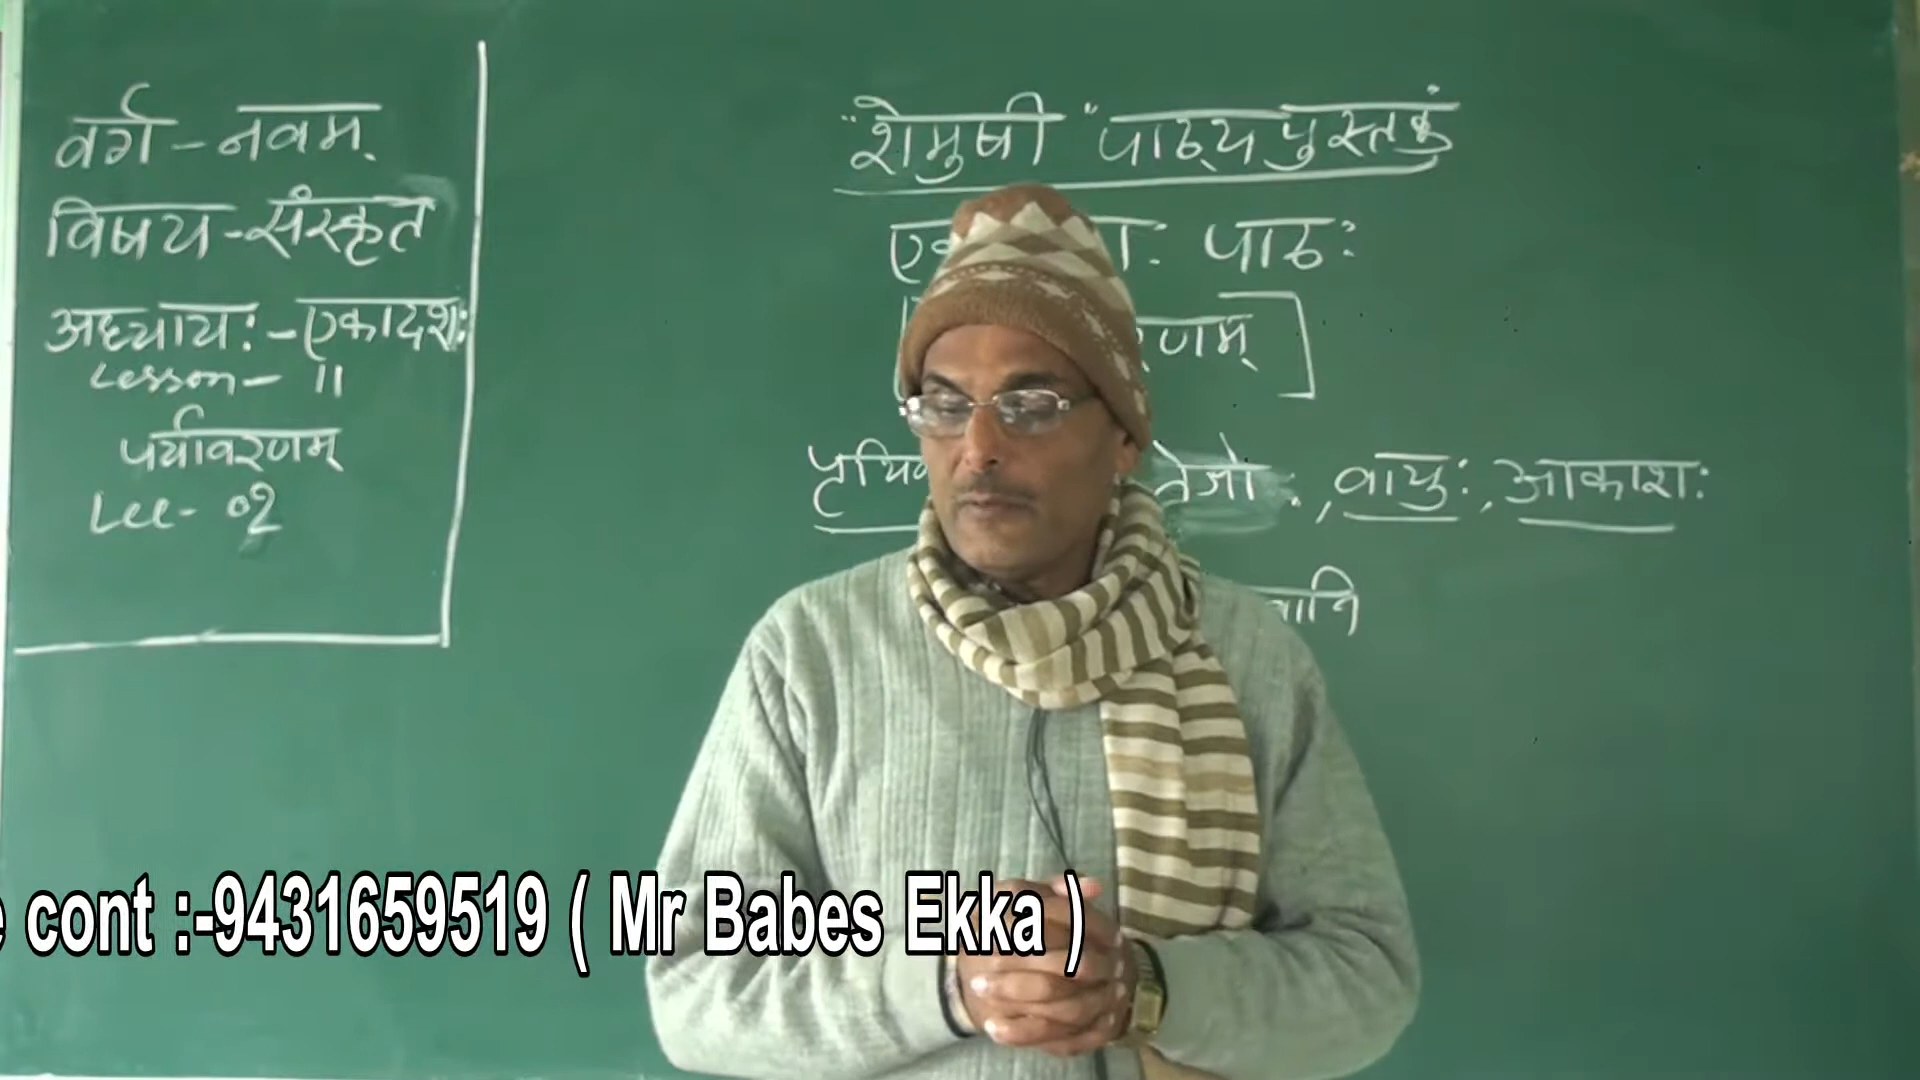 वर्ग - नवम्
विषय - संस्कृत
अध्यायः - एकादशः
Lesson - 11
पर्यावरणम्
Lec - 02
"शेमुषी" पाठ्यपुस्तकं
पाठः
तेजो : , वायुः , आकाशः
cont :-9431659519 ( Mr Babes Ekka )